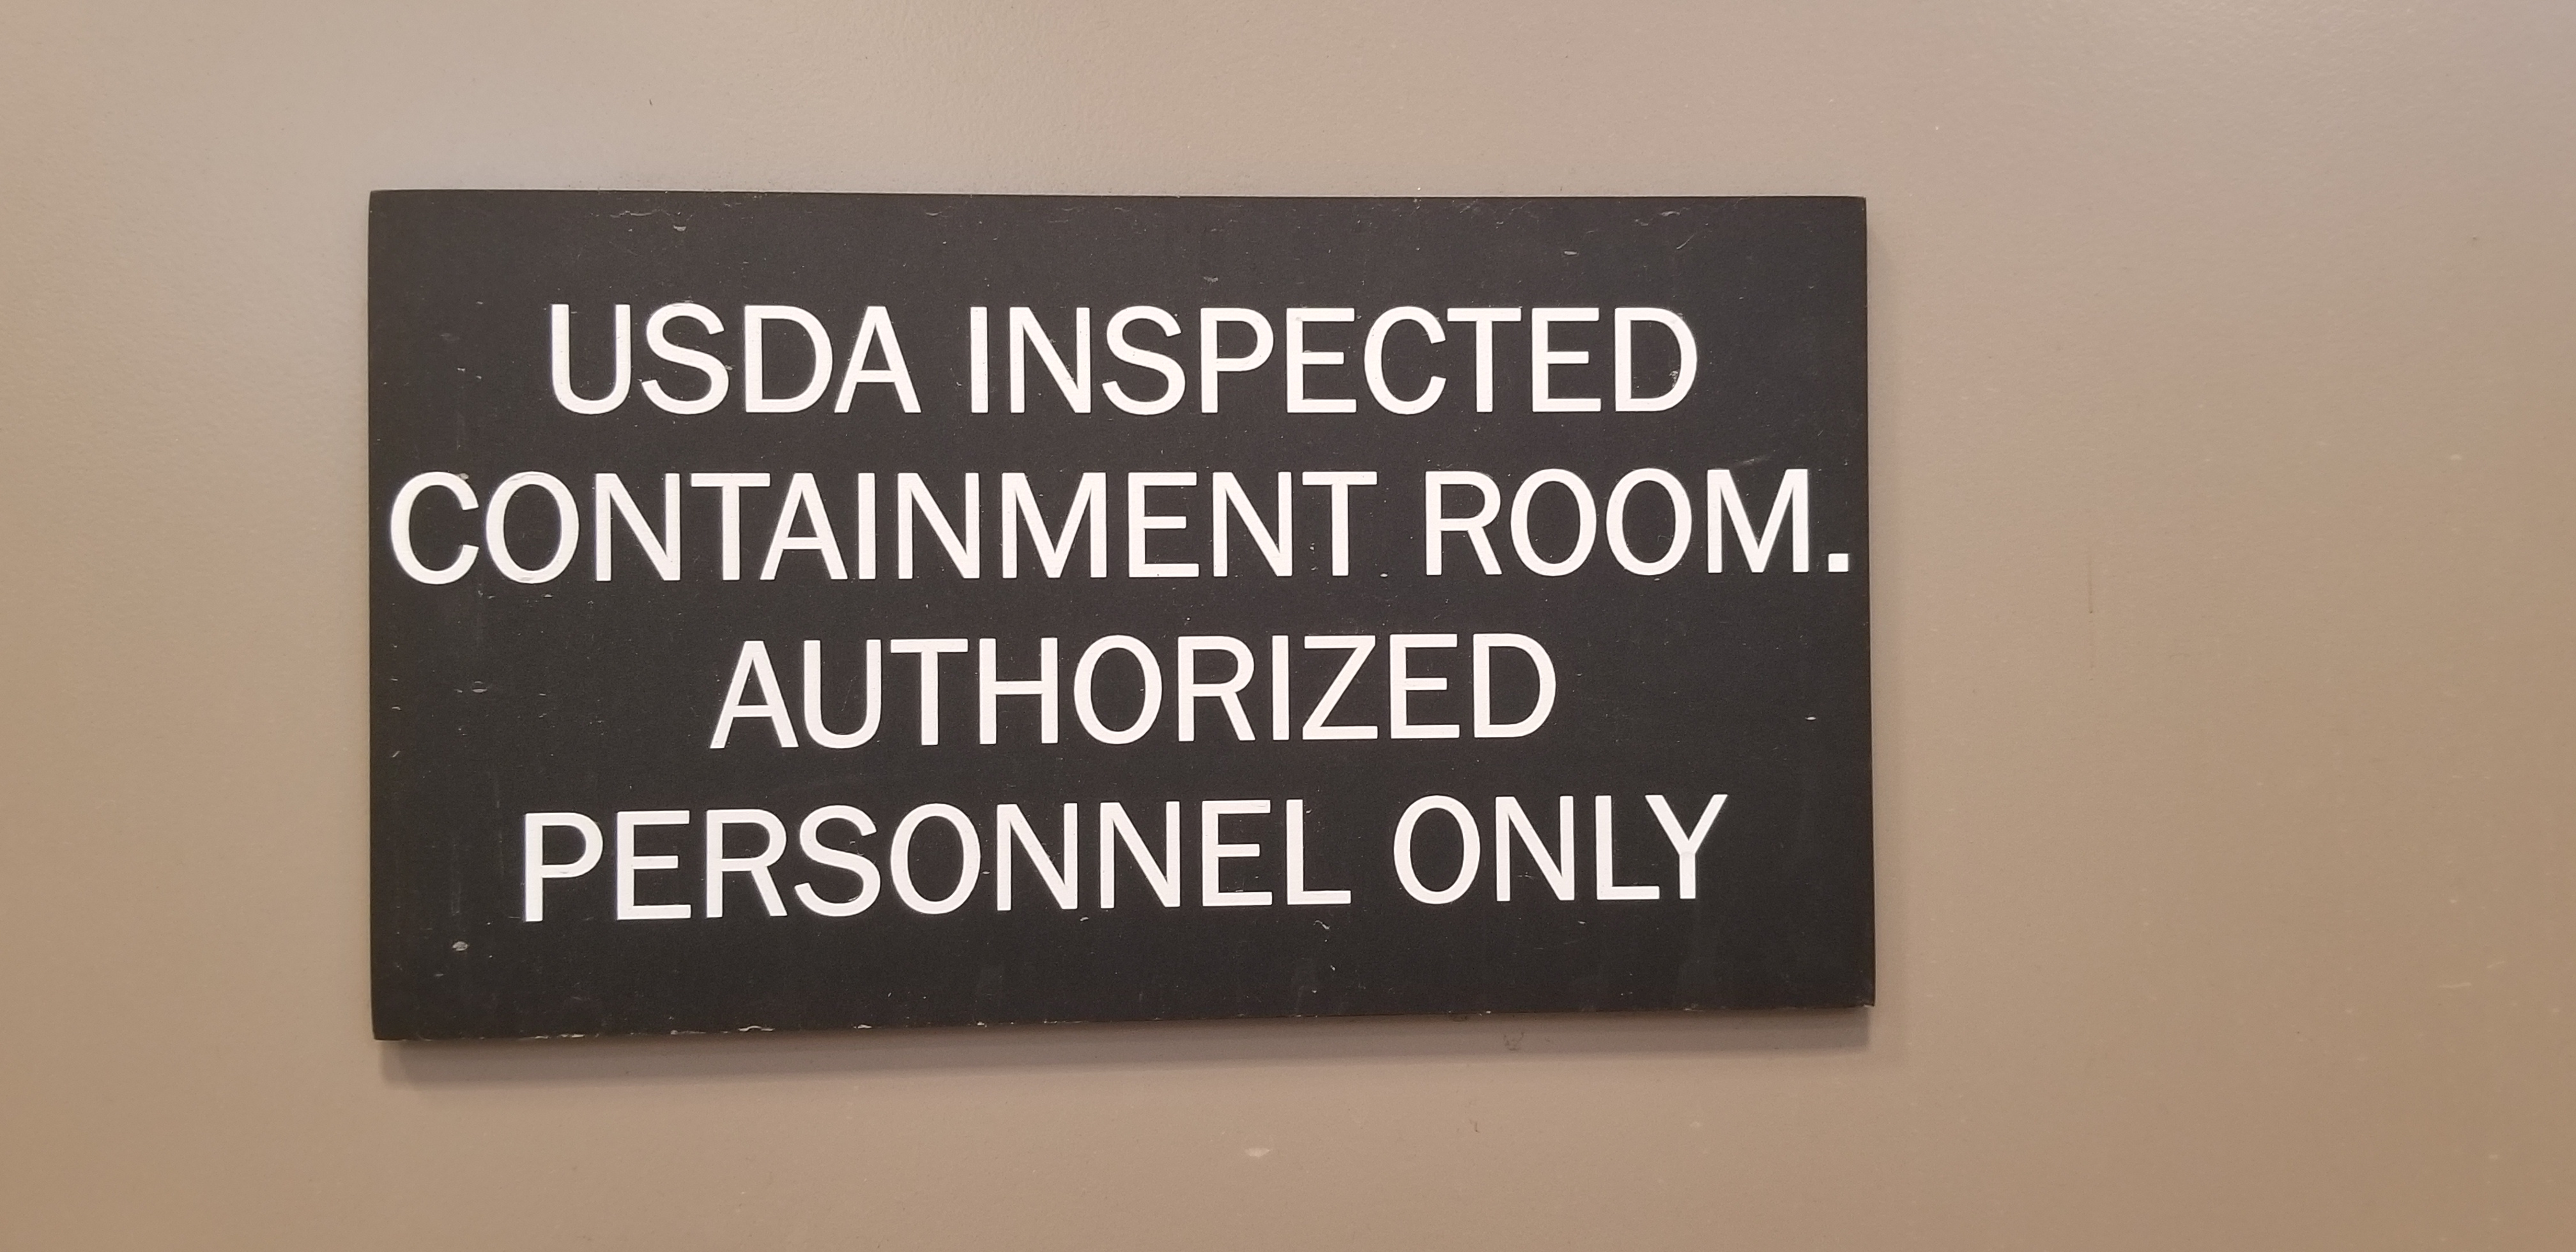 USDA INSPECTED
CONTAINMENT ROOM.
AUTHORIZED
PERSONNEL ONLY